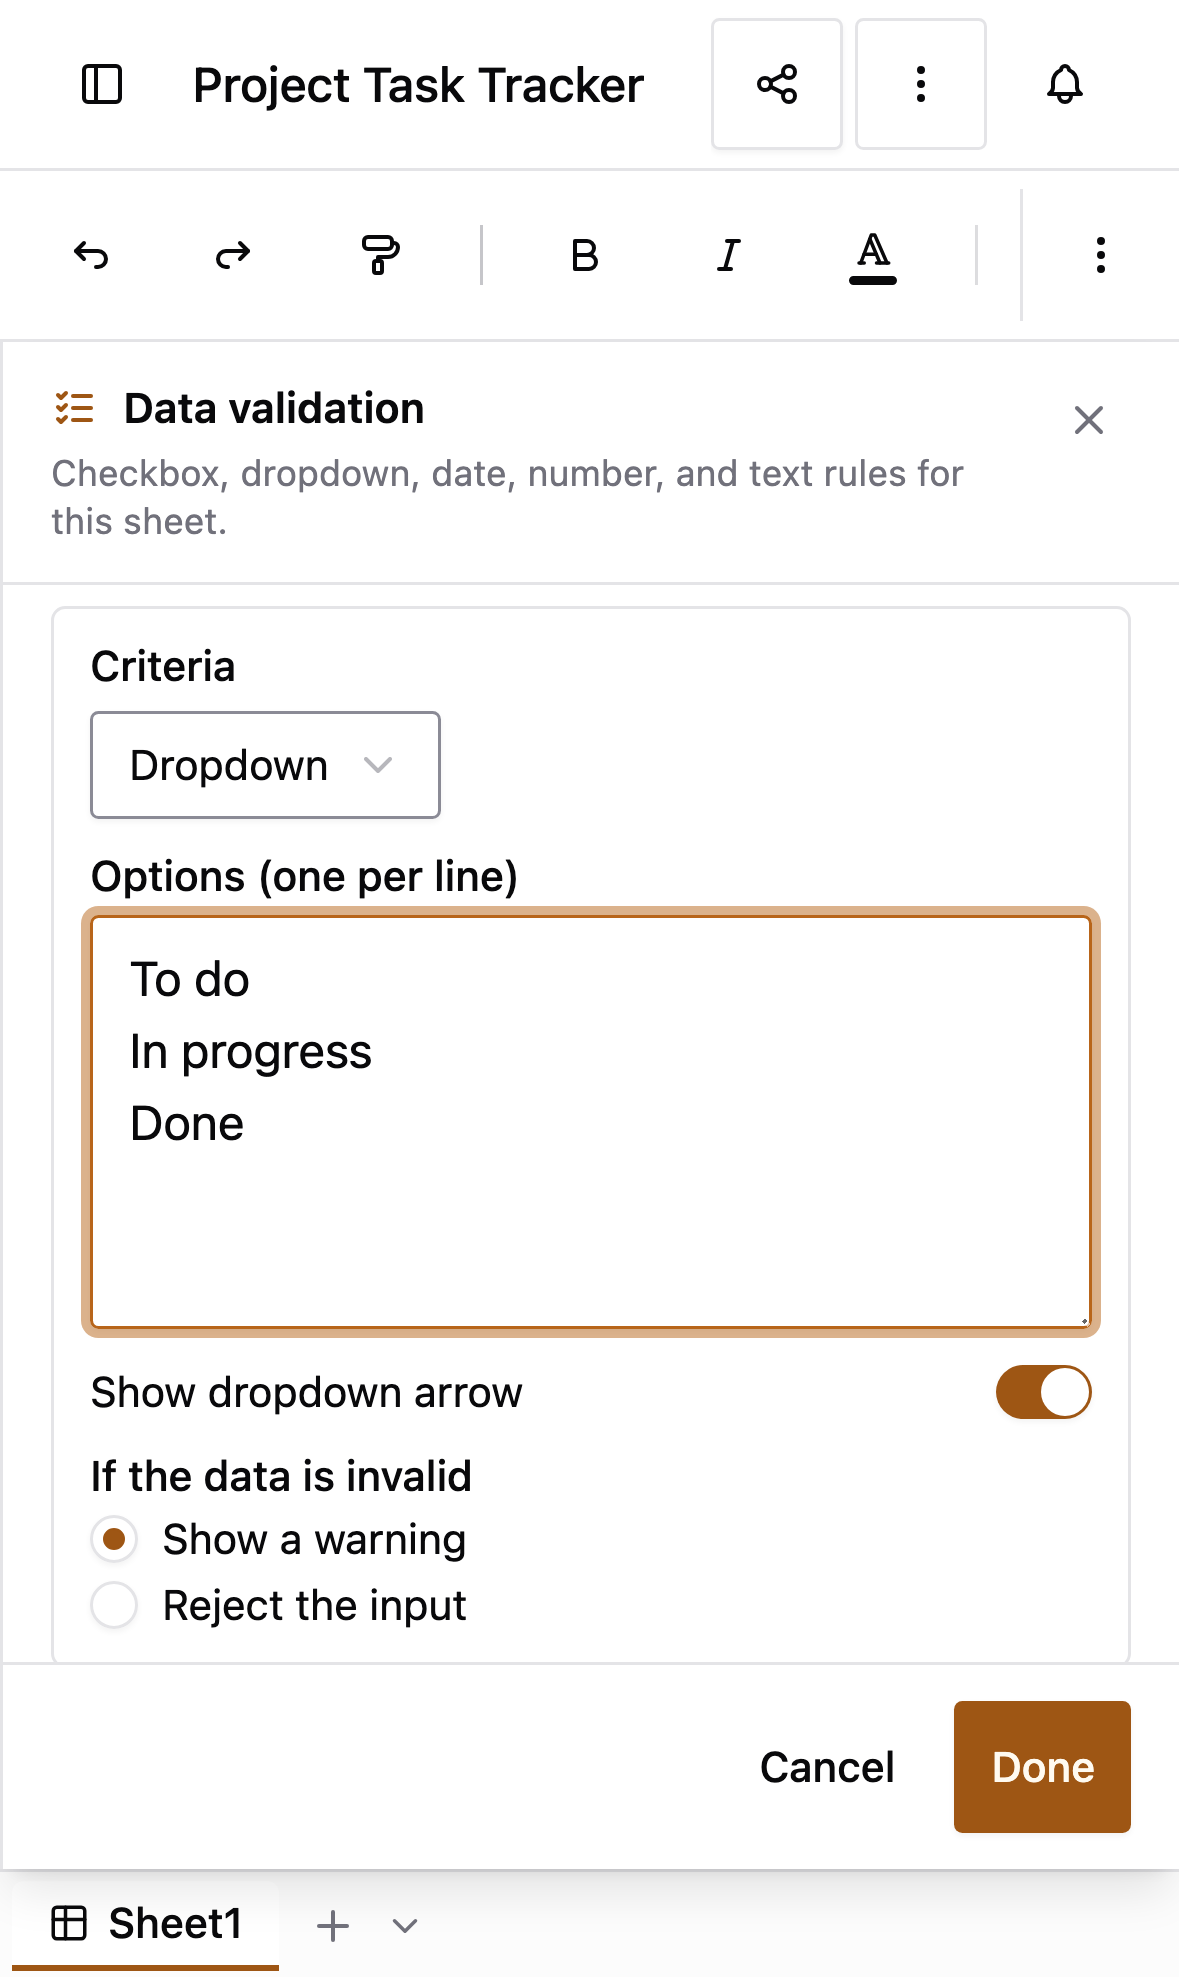 Project Task Tracker
B I A
Data validation
Checkbox, dropdown, date, number, and text rules for
this sheet.
Criteria
Dropdown
Options (one per line)
To do
In progress
Done
Show dropdown arrow
If the data is invalid
Show a warning
Reject the input
Cancel Done
Sheet1